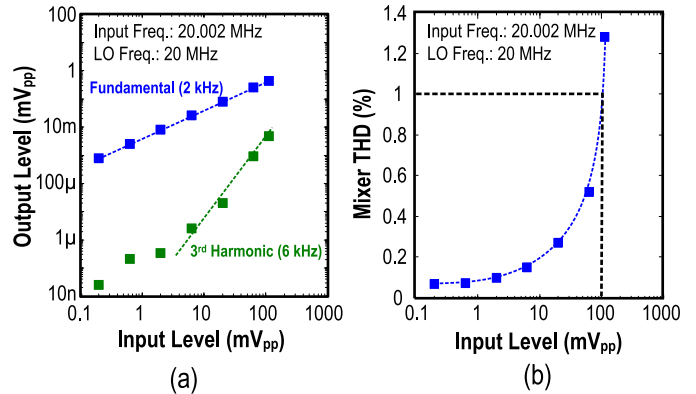 Input Freq.: 20.002 MHz
LO Freq.: 20 MHz
Fundamental (2 kHz)
3rd Harmonic (6 kHz)
Output Level (mVpp)
100
1
10m
100µ
1µ
10n
0.1 1 10 100 1000
Input Level (mVpp)
(a)
Input Freq.: 20.002 MHz
LO Freq.: 20 MHz
Mixer THD (%)
1.4
1.2
1
0.8
0.6
0.4
0.2
0
0.1 1 10 100 1000
Input Level (mVpp)
(b)